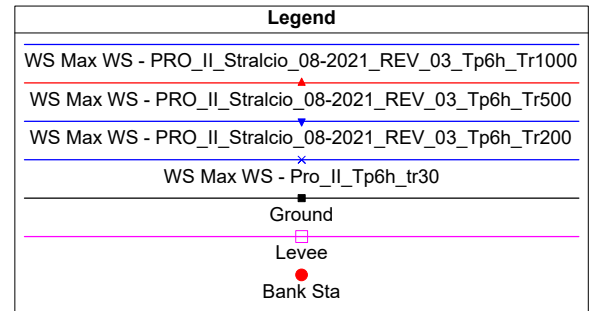 Legend
WS Max WS - PRO_II_Stralcio_08-2021_REV_03_Tp6h_Tr1000
WS Max WS - PRO_II_Stralcio_08-2021_REV_03_Tp6h_Tr500
WS Max WS - PRO_II_Stralcio_08-2021_REV_03_Tp6h_Tr200
WS Max WS - Pro_II_Tp6h_tr30
Ground
Levee
Bank Sta